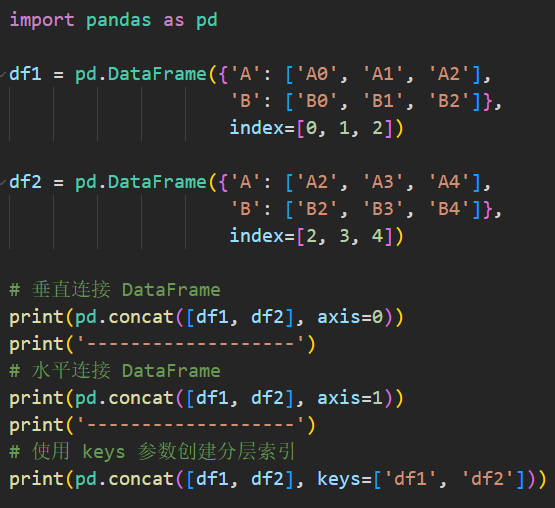 import pandas as pd
df1 = pd.DataFrame({'A': ['A0', 'A1', 'A2'],
                    'B': ['B0', 'B1', 'B2']},
                    index=[0, 1, 2])
df2 = pd.DataFrame({'A': ['A2', 'A3', 'A4'],
                    'B': ['B2', 'B3', 'B4']},
                    index=[2, 3, 4])
# 垂直连接 DataFrame
print(pd.concat([df1, df2], axis=0))
print('-------------------')
# 水平连接 DataFrame
print(pd.concat([df1, df2], axis=1))
print('-------------------')
# 使用 keys 参数创建分层索引
print(pd.concat([df1, df2], keys=['df1', 'df2']))